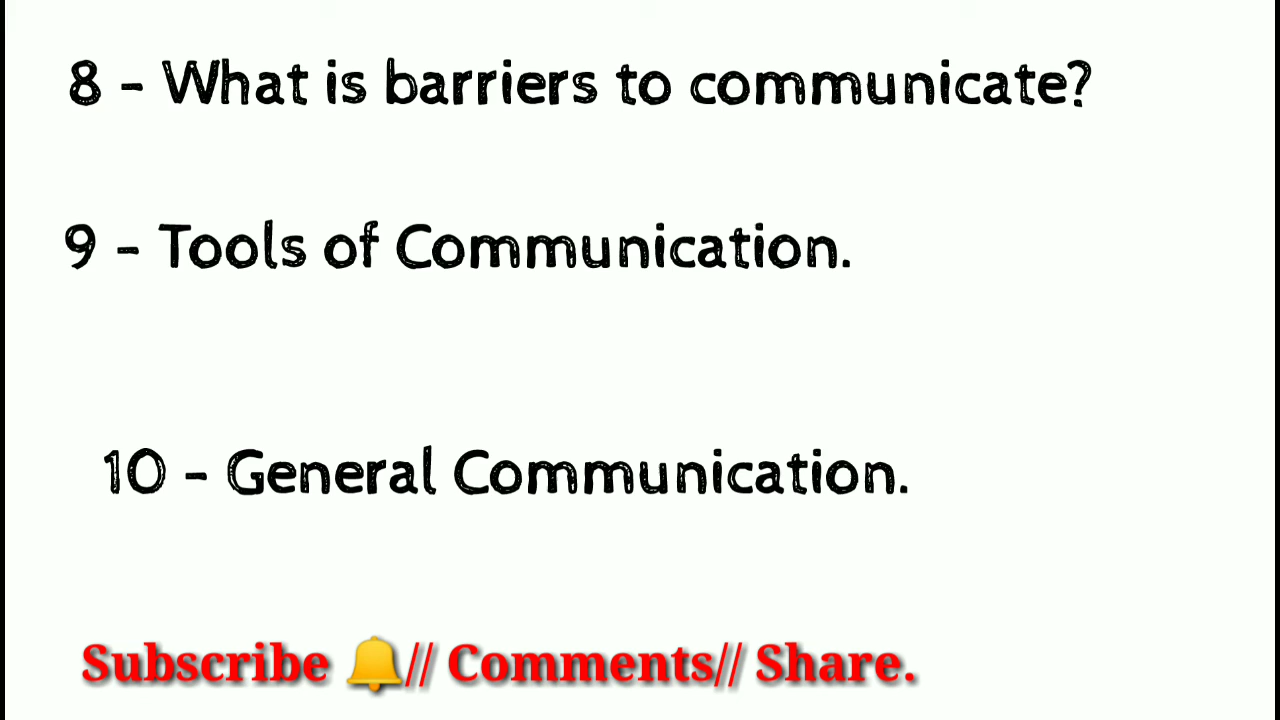 8 - What is barriers to communicate?
9 - Tools of Communication.
10 - General Communication.
Subscribe 🔔// Comments// Share.